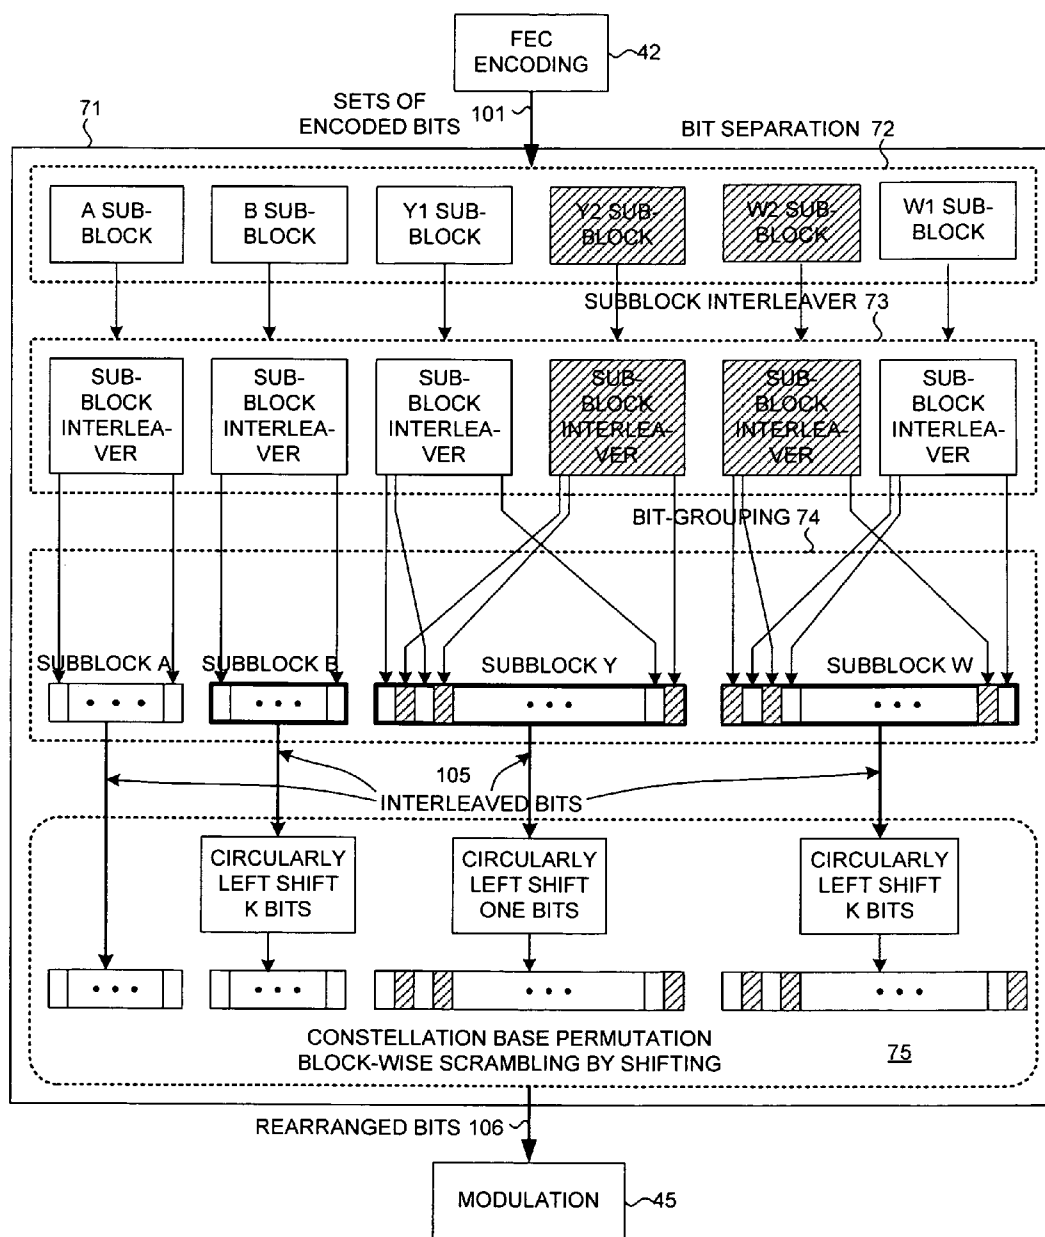 FEC
ENCODING
42
SETS OF
ENCODED BITS
101
71
BIT SEPARATION 72
A SUB-
BLOCK
B SUB-
BLOCK
Y1 SUB-
BLOCK
Y2 SUB-
BLOCK
W2 SUB-
BLOCK
W1 SUB-
BLOCK
SUBBLOCK INTERLEAVER 73
SUB-
BLOCK
INTERLEA-
VER
SUB-
BLOCK
INTERLEA-
VER
SUB-
BLOCK
INTERLEA-
VER
SUB-
BLOCK
INTERLEA-
VER
SUB-
BLOCK
INTERLEA-
VER
SUB-
BLOCK
INTERLEA-
VER
BIT-GROUPING 74
SUBBLOCK A
SUBBLOCK B
SUBBLOCK Y
SUBBLOCK W
105
INTERLEAVED BITS
CIRCULARLY
LEFT SHIFT
K BITS
CIRCULARLY
LEFT SHIFT
ONE BITS
CIRCULARLY
LEFT SHIFT
K BITS
CONSTELLATION BASE PERMUTATION
BLOCK-WISE SCRAMBLING BY SHIFTING
75
REARRANGED BITS 106
MODULATION
45